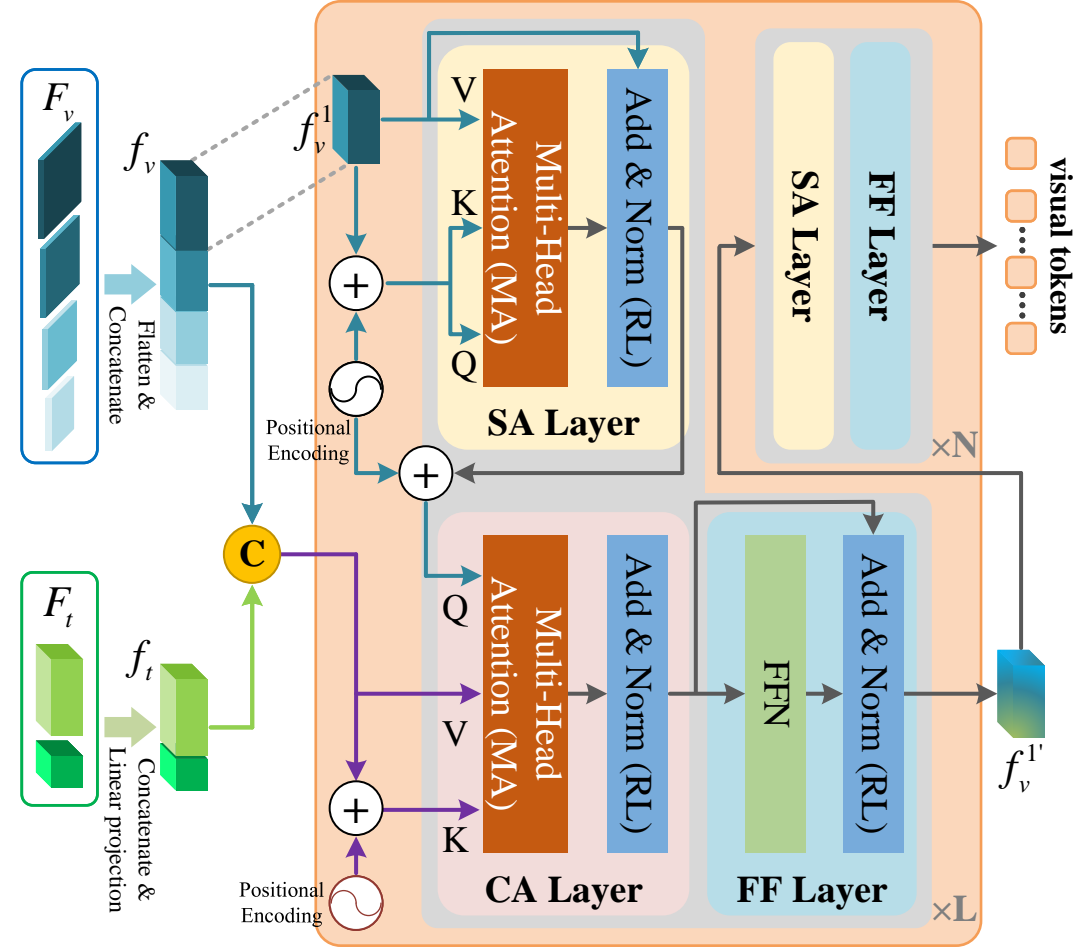 F_v
f_v
Flatten &
Concatenate
f_v^1
V
K
Q
Multi-Head
Attention (MA)
Add & Norm (RL)
SA Layer
+
Positional
Encoding
+
SA Layer
FF Layer
×N
visual tokens
C
F_t
f_t
Concatenate &
Linear projection
Q
V
K
Multi-Head
Attention (MA)
Add & Norm (RL)
CA Layer
FFN
Add & Norm (RL)
FF Layer
×L
f_v^1'
+
Positional
Encoding